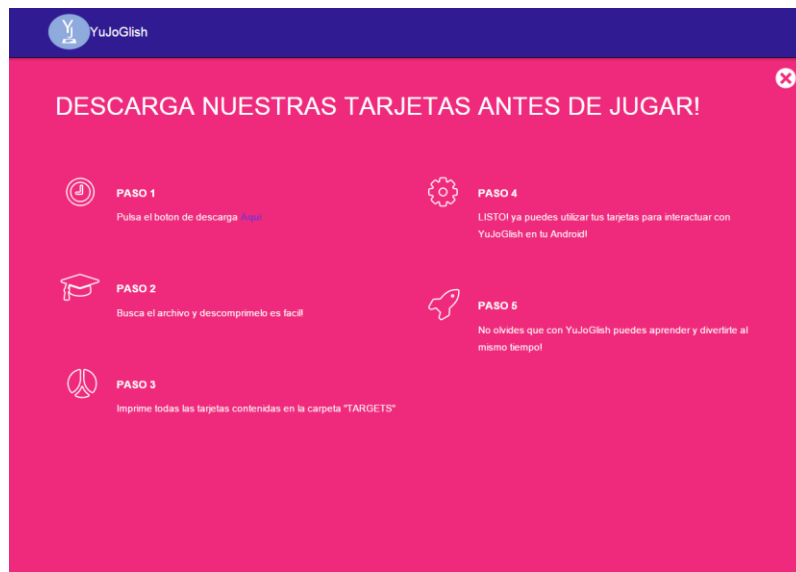 YJ
YuJoGlish
DESCARGA NUESTRAS TARJETAS ANTES DE JUGAR!
PASO 1
Pulsa el boton de descarga Aqui
PASO 2
Busca el archivo y descomprimelo es facil!
PASO 3
Imprime todas las tarjetas contenidas en la carpeta "TARGETS"
PASO 4
LISTO! ya puedes utilizar tus tarjetas para interactuar con
YuJoGlish en tu Android!
PASO 5
No olvides que con YuJoGlish puedes aprender y divertirte al
mismo tiempo!